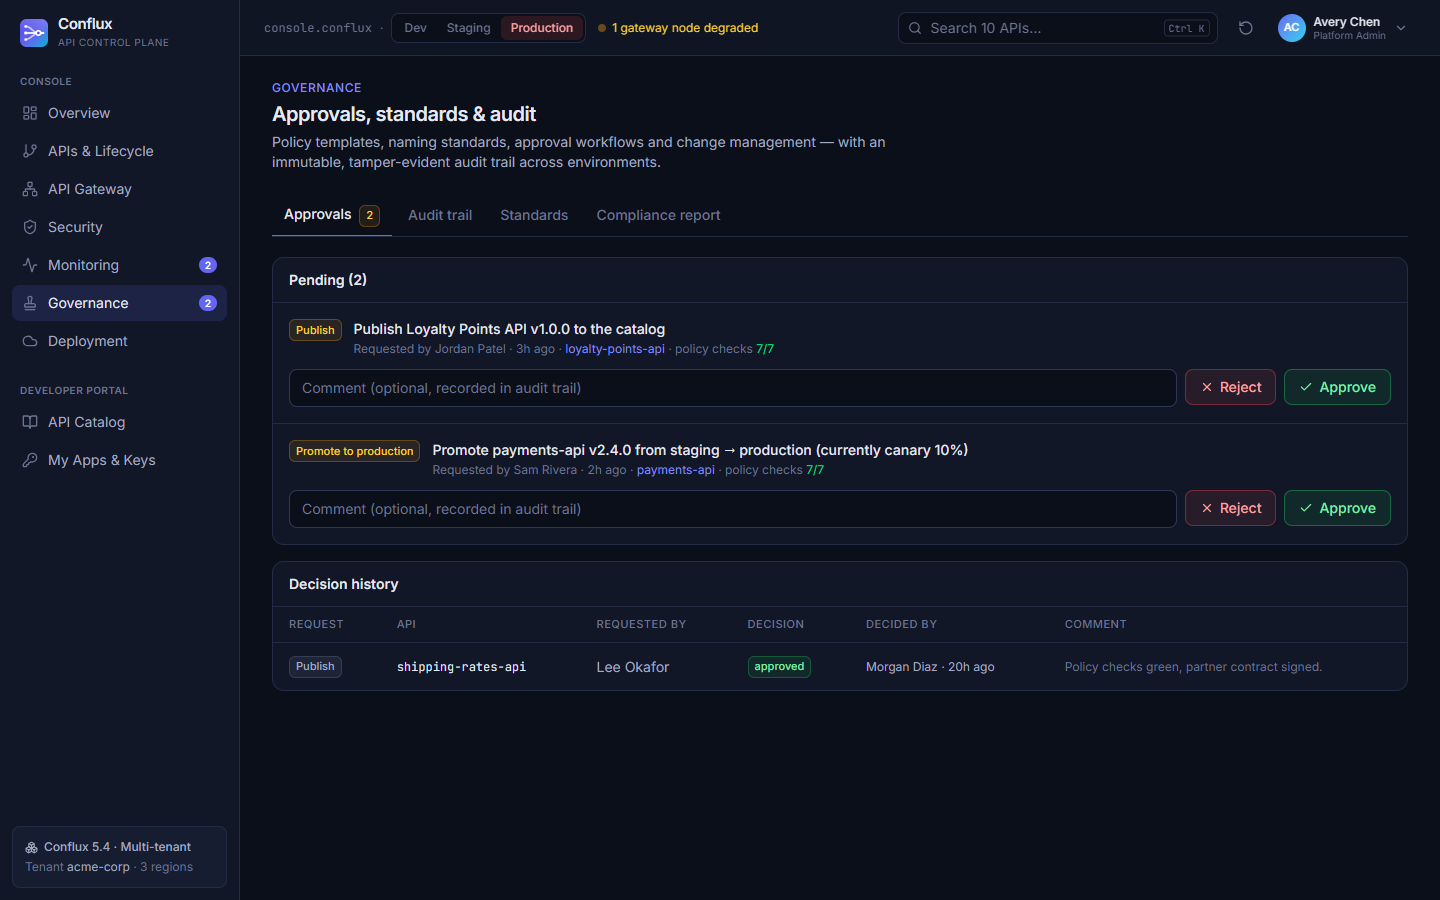 Conflux
API CONTROL PLANE
console.conflux ·
Dev
Staging
Production
1 gateway node degraded
Search 10 APIs...
Ctrl K
AC
Avery Chen
Platform Admin
CONSOLE
Overview
APIs & Lifecycle
API Gateway
Security
Monitoring 2
Governance 2
Deployment
DEVELOPER PORTAL
API Catalog
My Apps & Keys
Conflux 5.4 · Multi-tenant
Tenant acme-corp · 3 regions
GOVERNANCE
Approvals, standards & audit
Policy templates, naming standards, approval workflows and change management — with an
immutable, tamper-evident audit trail across environments.
Approvals 2
Audit trail
Standards
Compliance report
Pending (2)
Publish Publish Loyalty Points API v1.0.0 to the catalog
Requested by Jordan Patel · 3h ago · loyalty-points-api · policy checks 7/7
Comment (optional, recorded in audit trail)
Reject
Approve
Promote to production Promote payments-api v2.4.0 from staging → production (currently canary 10%)
Requested by Sam Rivera · 2h ago · payments-api · policy checks 7/7
Comment (optional, recorded in audit trail)
Reject
Approve
Decision history
REQUEST API REQUESTED BY DECISION DECIDED BY COMMENT
Publish shipping-rates-api Lee Okafor approved Morgan Diaz · 20h ago Policy checks green, partner contract signed.